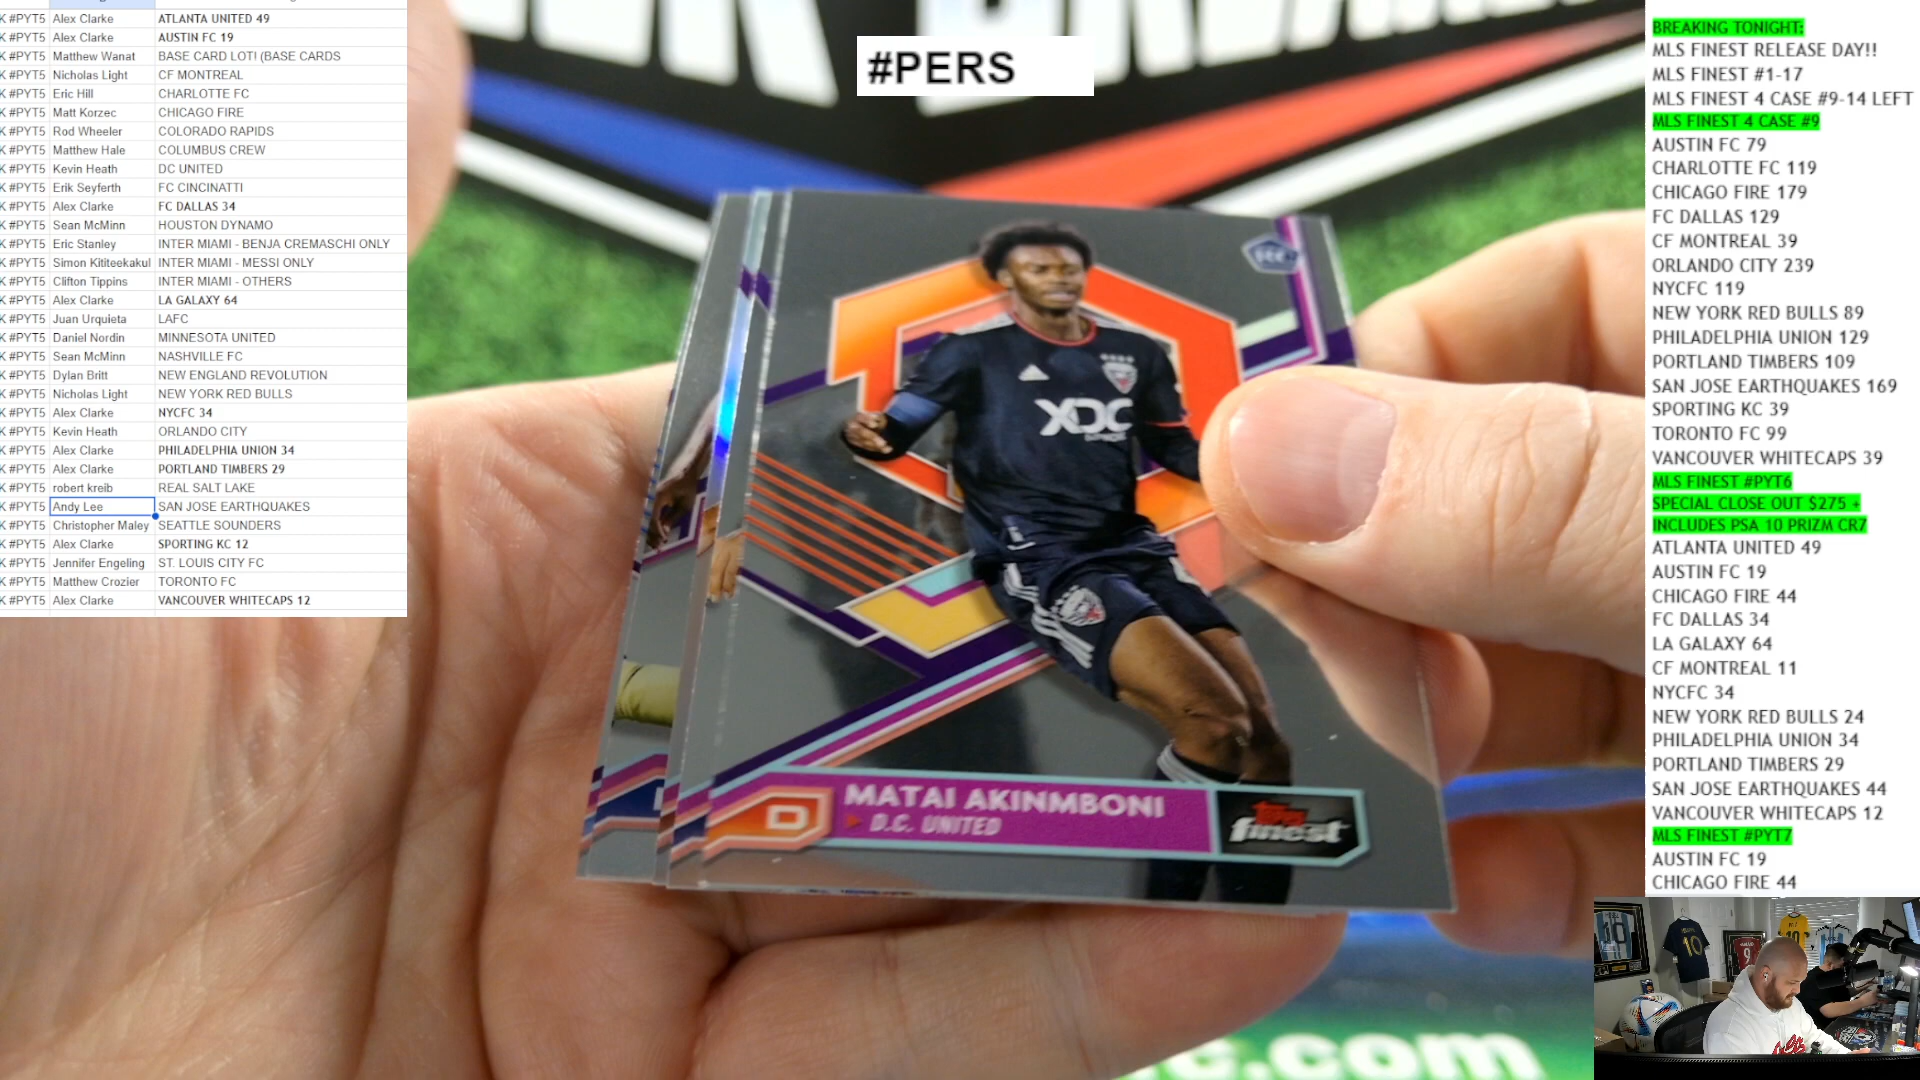 K #PYT5 Alex Clarke ATLANTA UNITED 49
K #PYT5 Alex Clarke AUSTIN FC 19
K #PYT5 Matthew Wanat BASE CARD LOT! (BASE CARDS
K #PYT5 Nicholas Light CF MONTREAL
K #PYT5 Eric Hill CHARLOTTE FC
K #PYT5 Matt Korzec CHICAGO FIRE
K #PYT5 Rod Wheeler COLORADO RAPIDS
K #PYT5 Matthew Hale COLUMBUS CREW
K #PYT5 Kevin Heath DC UNITED
K #PYT5 Erik Seyferth FC CINCINATTI
K #PYT5 Alex Clarke FC DALLAS 34
K #PYT5 Sean McMinn HOUSTON DYNAMO
K #PYT5 Eric Stanley INTER MIAMI - BENJA CREMASCHI ONLY
K #PYT5 Simon Kititeekakul INTER MIAMI - MESSI ONLY
K #PYT5 Clifton Tippins INTER MIAMI - OTHERS
K #PYT5 Alex Clarke LA GALAXY 64
K #PYT5 Juan Urquieta LAFC
K #PYT5 Daniel Nordin MINNESOTA UNITED
K #PYT5 Sean McMinn NASHVILLE FC
K #PYT5 Dylan Britt NEW ENGLAND REVOLUTION
K #PYT5 Nicholas Light NEW YORK RED BULLS
K #PYT5 Alex Clarke NYCFC 34
K #PYT5 Kevin Heath ORLANDO CITY
K #PYT5 Alex Clarke PHILADELPHIA UNION 34
K #PYT5 Alex Clarke PORTLAND TIMBERS 29
K #PYT5 robert kreib REAL SALT LAKE
K #PYT5 Andy Lee SAN JOSE EARTHQUAKES
K #PYT5 Christopher Maley SEATTLE SOUNDERS
K #PYT5 Alex Clarke SPORTING KC 12
K #PYT5 Jennifer Engeling ST. LOUIS CITY FC
K #PYT5 Matthew Crozier TORONTO FC
K #PYT5 Alex Clarke VANCOUVER WHITECAPS 12
#PERS
RC
XDC
D
MATAI AKINMBONI
D.C. UNITED
Topps
finest
c.com
BREAKING TONIGHT:
MLS FINEST RELEASE DAY!!
MLS FINEST #1-17
MLS FINEST 4 CASE #9-14 LEFT
MLS FINEST 4 CASE #9
AUSTIN FC 79
CHARLOTTE FC 119
CHICAGO FIRE 179
FC DALLAS 129
CF MONTREAL 39
ORLANDO CITY 239
NYCFC 119
NEW YORK RED BULLS 89
PHILADELPHIA UNION 129
PORTLAND TIMBERS 109
SAN JOSE EARTHQUAKES 169
SPORTING KC 39
TORONTO FC 99
VANCOUVER WHITECAPS 39
MLS FINEST #PYT6
SPECIAL CLOSE OUT $275 +
INCLUDES PSA 10 PRIZM CR7
ATLANTA UNITED 49
AUSTIN FC 19
CHICAGO FIRE 44
FC DALLAS 34
LA GALAXY 64
CF MONTREAL 11
NYCFC 34
NEW YORK RED BULLS 24
PHILADELPHIA UNION 34
PORTLAND TIMBERS 29
SAN JOSE EARTHQUAKES 44
VANCOUVER WHITECAPS 12
MLS FINEST #PYT7
AUSTIN FC 19
CHICAGO FIRE 44
10
9